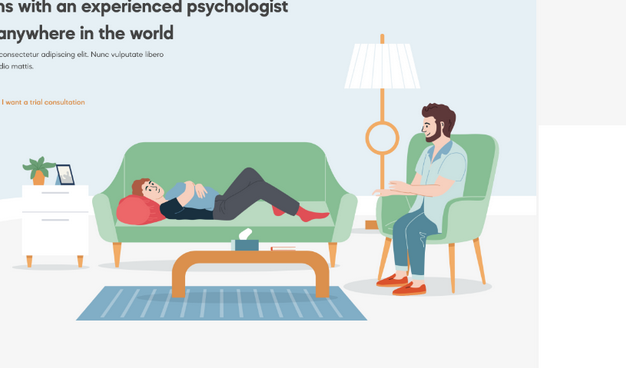 ns with an experienced psychologist
anywhere in the world
consectetur adipiscing elit. Nunc vulputate libero
dio mattis.
I want a trial consultation